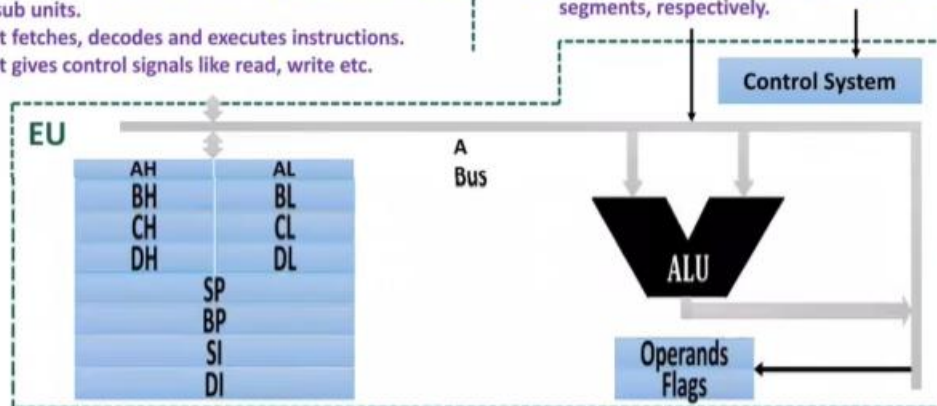 sub units.
t fetches, decodes and executes instructions.
t gives control signals like read, write etc.
segments, respectively.
Control System
EU
A
Bus
AH AL
BH BL
CH CL
DH DL
SP
BP
SI
DI
ALU
Operands
Flags